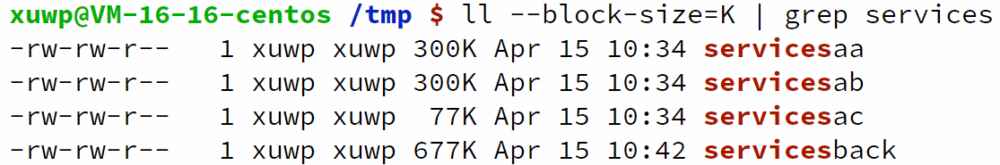 xuwp@VM-16-16-centos /tmp $ ll --block-size=K | grep services
-rw-rw-r-- 1 xuwp xuwp 300K Apr 15 10:34 servicesaa
-rw-rw-r-- 1 xuwp xuwp 300K Apr 15 10:34 servicesab
-rw-rw-r-- 1 xuwp xuwp 77K Apr 15 10:34 servicesac
-rw-rw-r-- 1 xuwp xuwp 677K Apr 15 10:42 servicesback